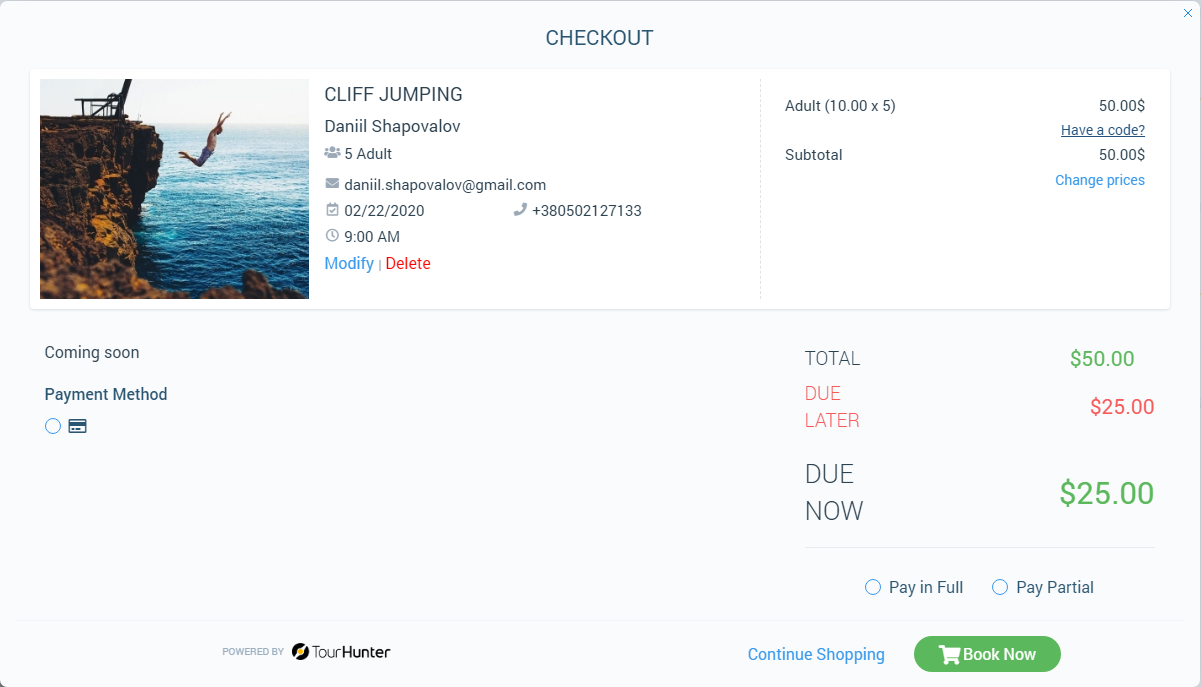 CHECKOUT
CLIFF JUMPING
Daniil Shapovalov
5 Adult
daniil.shapovalov@gmail.com
02/22/2020 +380502127133
9:00 AM
Modify | Delete
Adult (10.00 x 5) 50.00$
Have a code?
Subtotal 50.00$
Change prices
Coming soon
Payment Method
TOTAL $50.00
DUE
LATER $25.00
DUE
NOW $25.00
Pay in Full Pay Partial
POWERED BY TourHunter
Continue Shopping Book Now